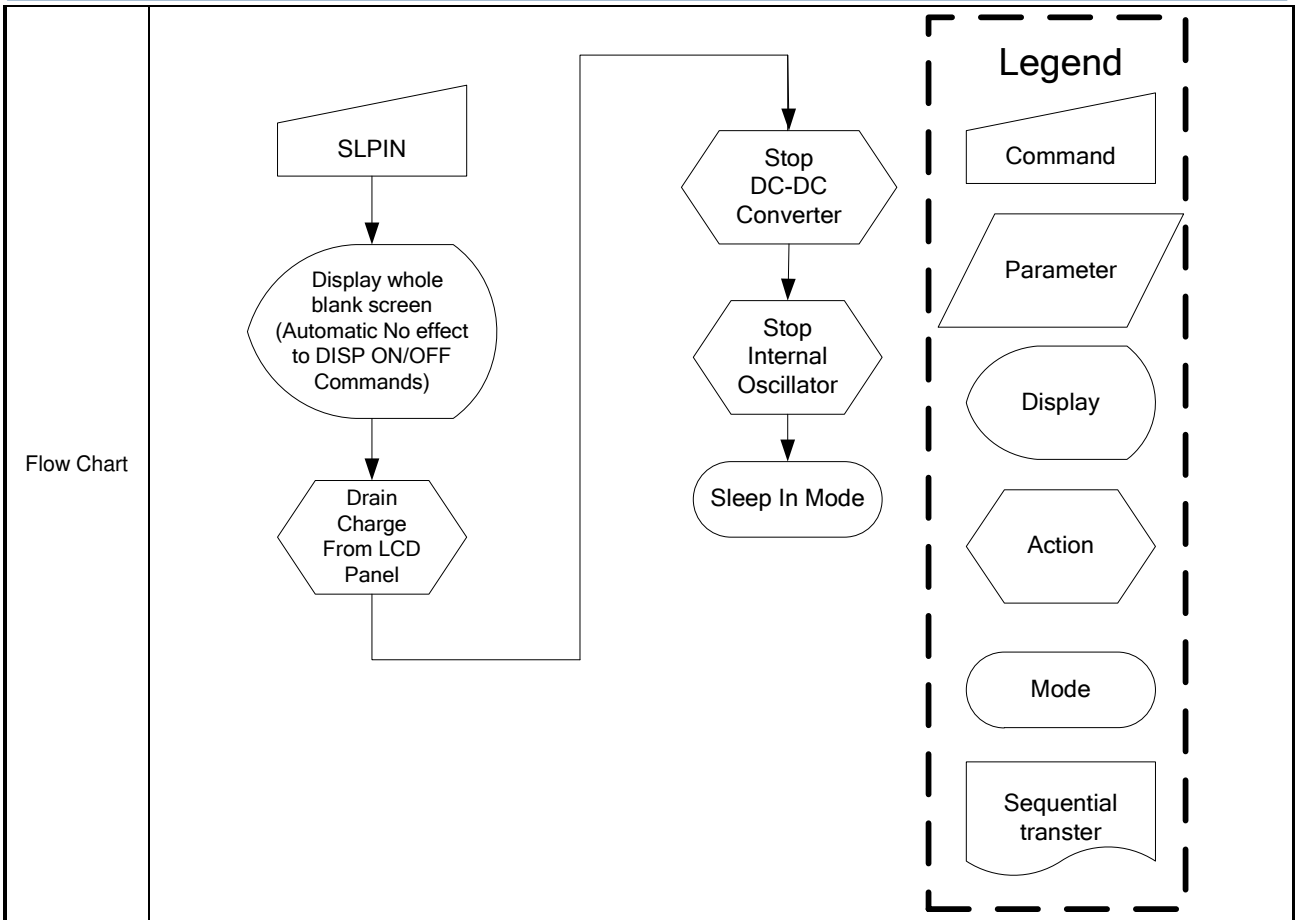 Flow Chart
SLPIN
Display whole
blank screen
(Automatic No effect
to DISP ON/OFF
Commands)
Drain
Charge
From LCD
Panel
Stop
DC-DC
Converter
Stop
Internal
Oscillator
Sleep In Mode
Legend
Command
Parameter
Display
Action
Mode
Sequential
transter